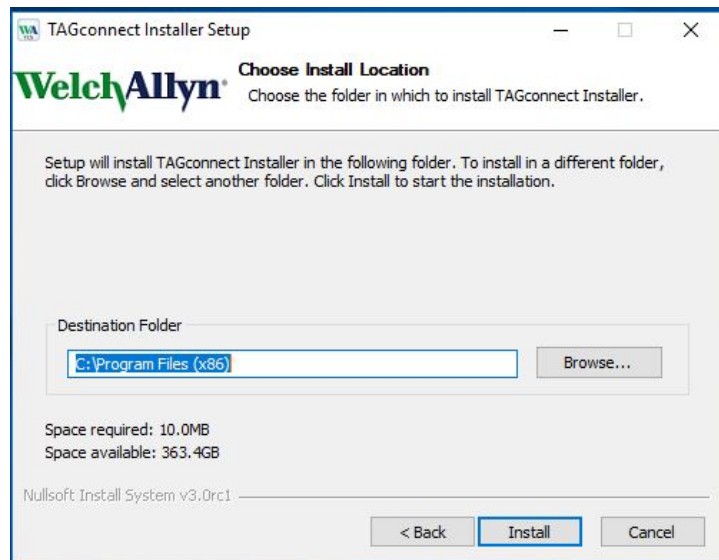 TAGconnect Installer Setup
WelchAllyn®
Choose Install Location
Choose the folder in which to install TAGconnect Installer.
Setup will install TAGconnect Installer in the following folder. To install in a different folder,
click Browse and select another folder. Click Install to start the installation.
Destination Folder
C:\Program Files (x86)
Browse...
Space required: 10.0MB
Space available: 363.4GB
Nullsoft Install System v3.0rc1
< Back
Install
Cancel